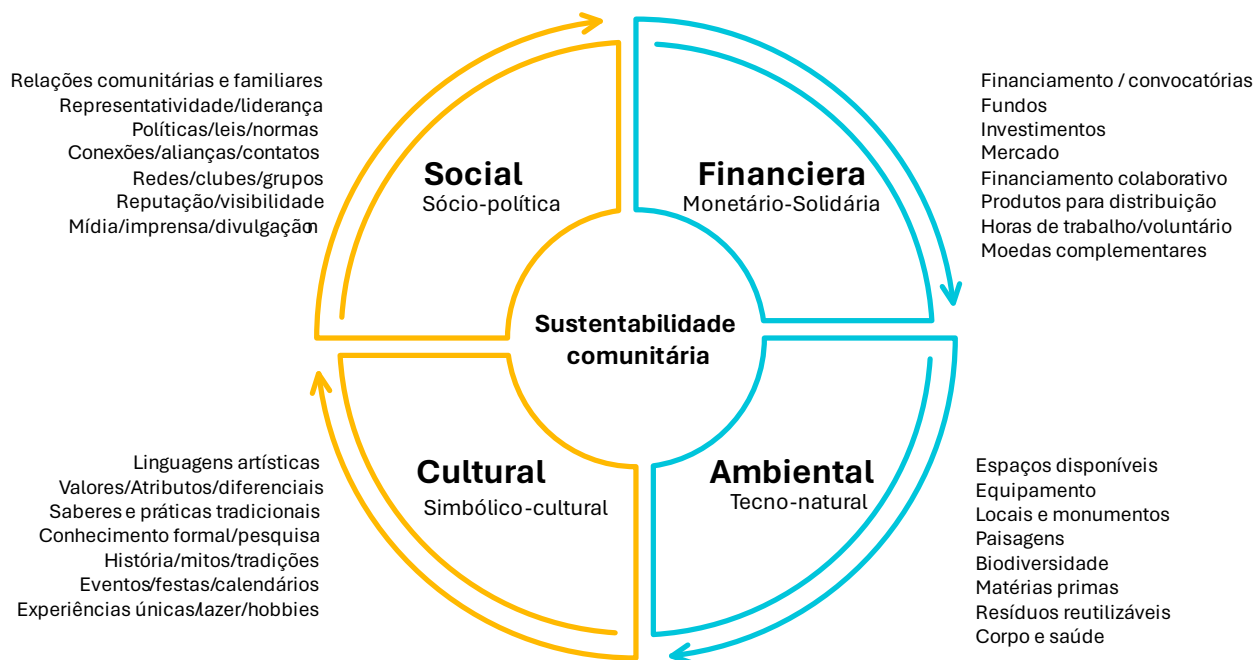 Relações comunitárias e familiares
Representatividade/liderança
Políticas/leis/normas
Conexões/alianças/contatos
Redes/clubes/grupos
Reputação/visibilidade
Mídia/imprensa/divulgação
Social
Sócio-política
Financiera
Monetário-Solidária
Financiamento / convocatórias
Fundos
Investimentos
Mercado
Financiamento colaborativo
Produtos para distribuição
Horas de trabalho/voluntário
Moedas complementares
Sustentabilidade
comunitária
Linguagens artísticas
Valores/Atributos/diferenciais
Saberes e práticas tradicionais
Conhecimento formal/pesquisa
História/mitos/tradições
Eventos/festas/calendários
Experiências únicas/lazer/hobbies
Cultural
Simbólico-cultural
Ambiental
Tecno-natural
Espaços disponíveis
Equipamento
Locais e monumentos
Paisagens
Biodiversidade
Matérias primas
Resíduos reutilizáveis
Corpo e saúde